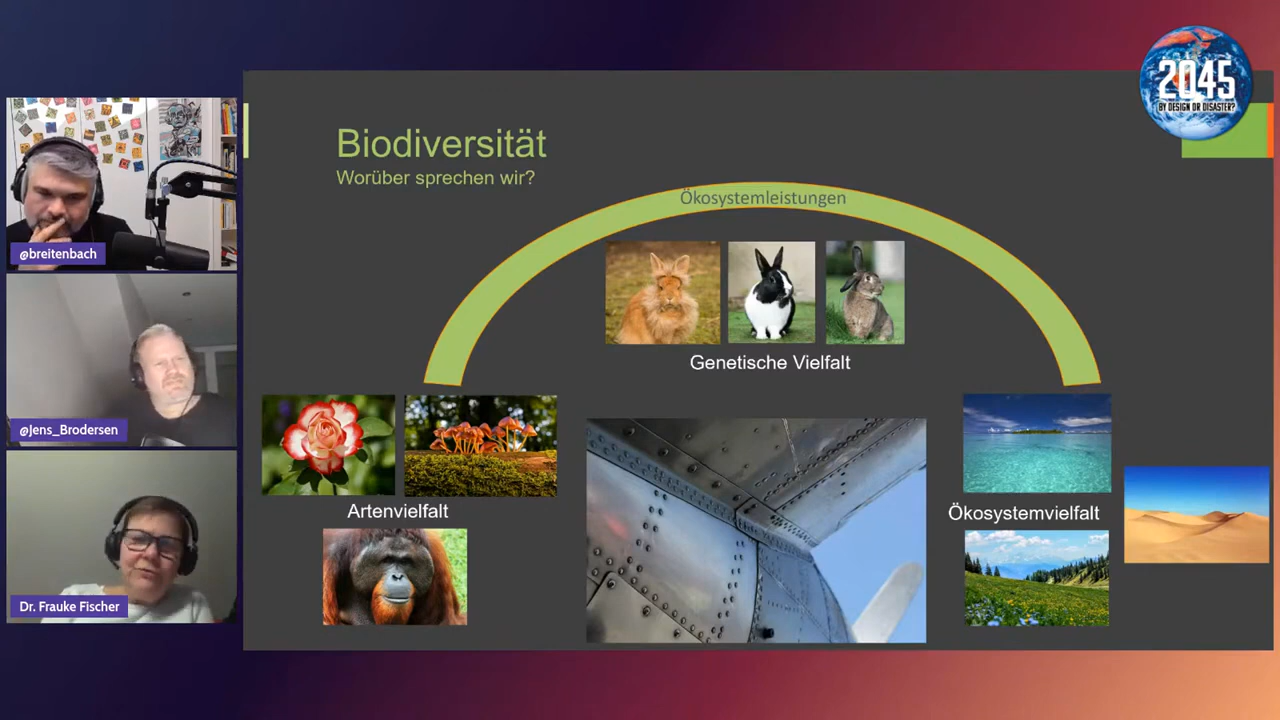 2045
BY DESIGN OR DISASTER?
Biodiversität
Worüber sprechen wir?
Ökosystemleistungen
@breitenbach
Genetische Vielfalt
@Jens_Brodersen
Artenvielfalt
Ökosystemvielfalt
Dr. Frauke Fischer